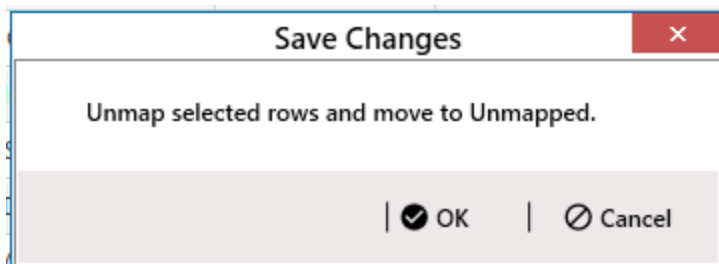 Save Changes
Unmap selected rows and move to Unmapped.
OK
Cancel